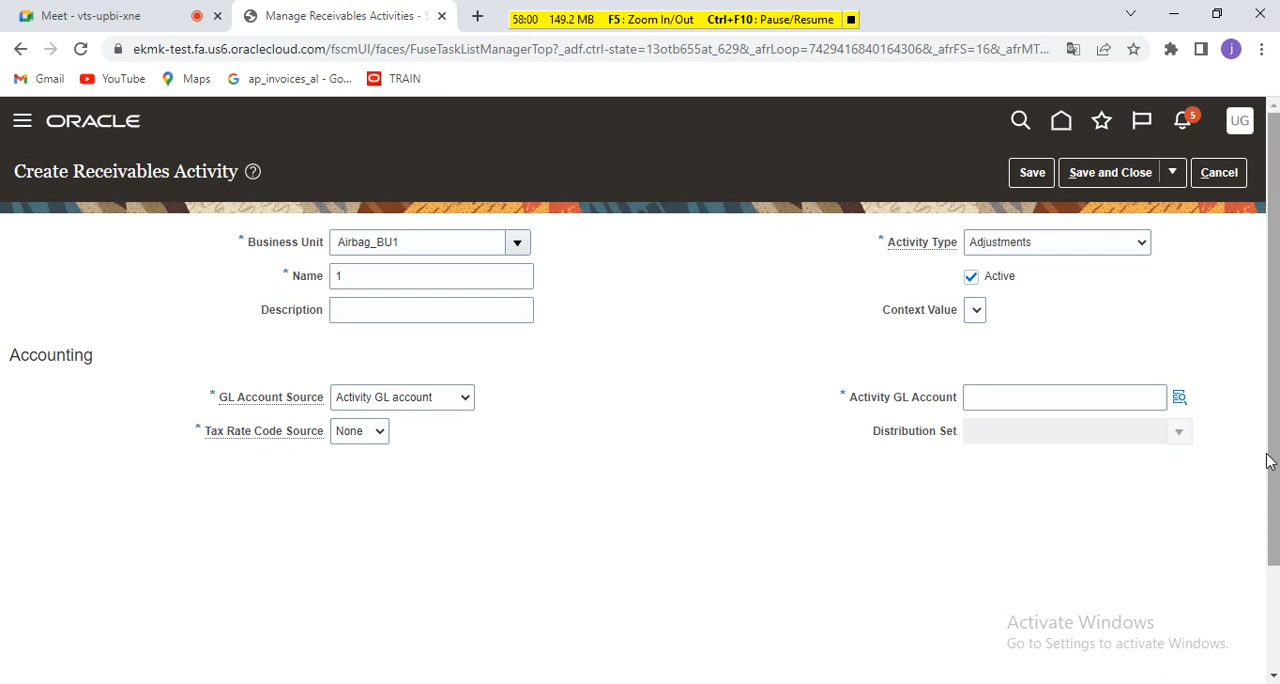 Meet - vts-upbi-xne
Manage Receivables Activities - S
58:00 149.2 MB F5: Zoom In/Out Ctrl+F10: Pause/Resume
ekmk-test.fa.us6.oraclecloud.com/fscmUI/faces/FuseTaskListManagerTop?_adf.ctrl-state=13otb655at_629&_afrLoop=74294168401643068&_afrFS=16&_afrMT...
Gmail YouTube Maps ap_invoices_al - Go... TRAIN
ORACLE
5
UG
Create Receivables Activity
Save Save and Close Cancel
* Business Unit Airbag_BU1
* Activity Type Adjustments
* Name 1
Active
Description
Context Value
Accounting
* GL Account Source Activity GL account
* Activity GL Account
* Tax Rate Code Source None
Distribution Set
Activate Windows
Go to Settings to activate Windows.